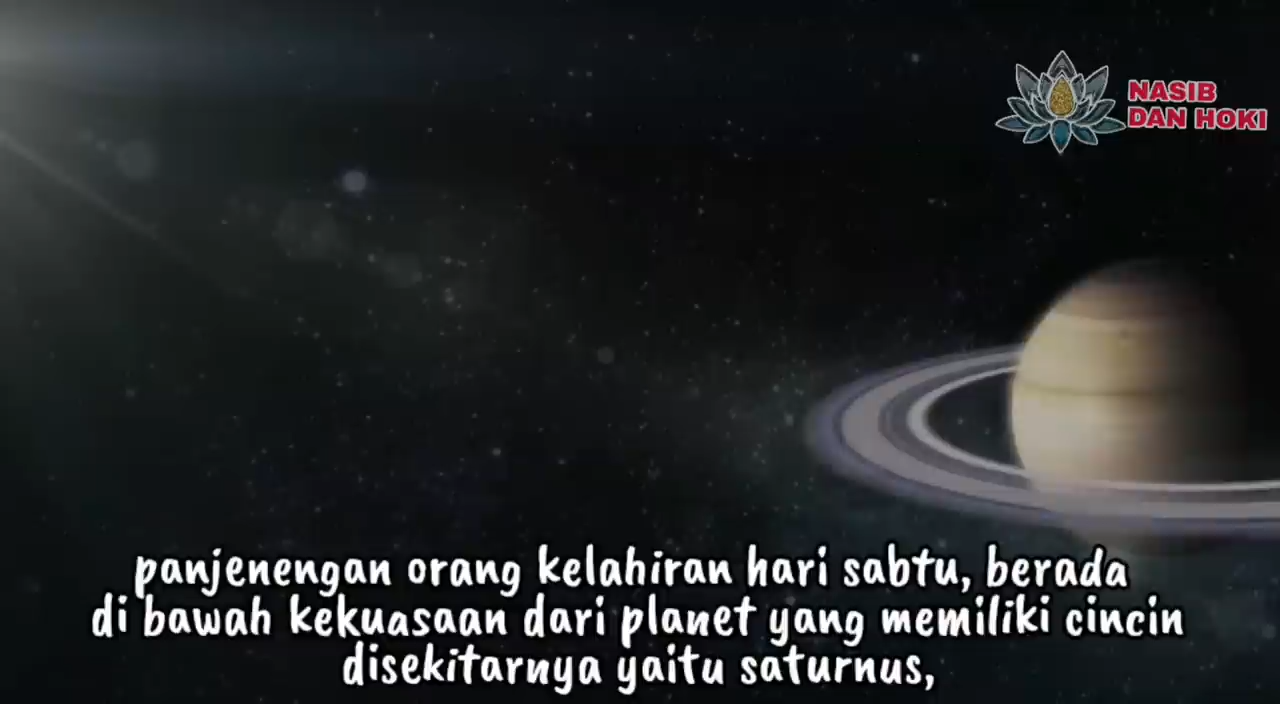 NASIB
DAN HOKI
panjenengan orang kelahiran hari sabtu, berada
di bawah kekuasaan dari planet yang memiliki cincin
disekitarnya yaitu saturnus,